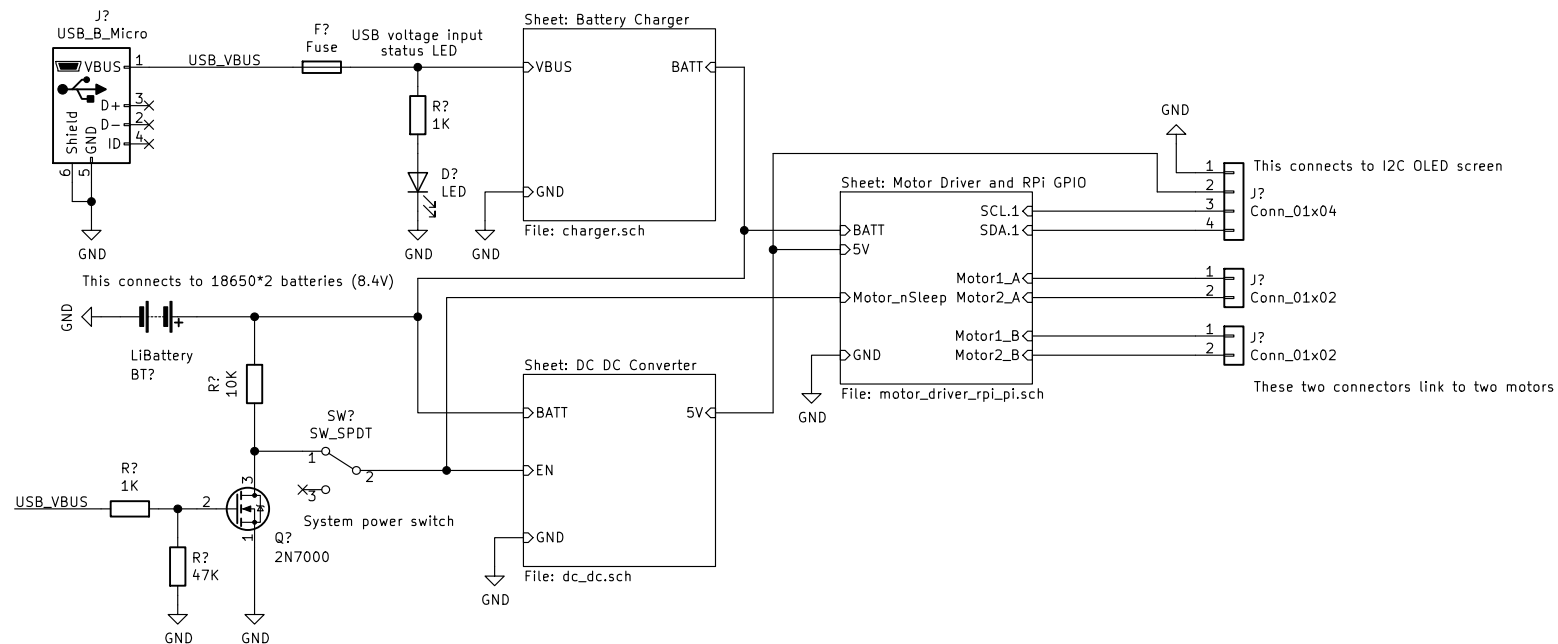 J?
USB_B_Micro
VBUS
1
USB_VBUS
F?
Fuse
USB voltage input
status LED
D+
3
D-
2
ID
4
Shield
GND
6
5
GND
R?
1K
D?
LED
GND
Sheet: Battery Charger
VBUS
BATT
GND
File: charger.sch
GND
This connects to 18650*2 batteries (8.4V)
GND
+
LiBattery
BT?
R?
10K
SW?
SW_SPDT
1
2
3
System power switch
USB_VBUS
R?
1K
2
3
1
Q?
2N7000
R?
47K
GND
GND
Sheet: DC DC Converter
BATT
5V
EN
GND
File: dc_dc.sch
GND
Sheet: Motor Driver and RPi GPIO
SCL.1
BATT
SDA.1
5V
Motor1_A
Motor_nSleep
Motor2_A
Motor1_B
GND
Motor2_B
File: motor_driver_rpi_pi.sch
GND
GND
1
2
3
4
This connects to I2C OLED screen
J?
Conn_01x04
1
2
J?
Conn_01x02
1
2
J?
Conn_01x02
These two connectors link to two motors